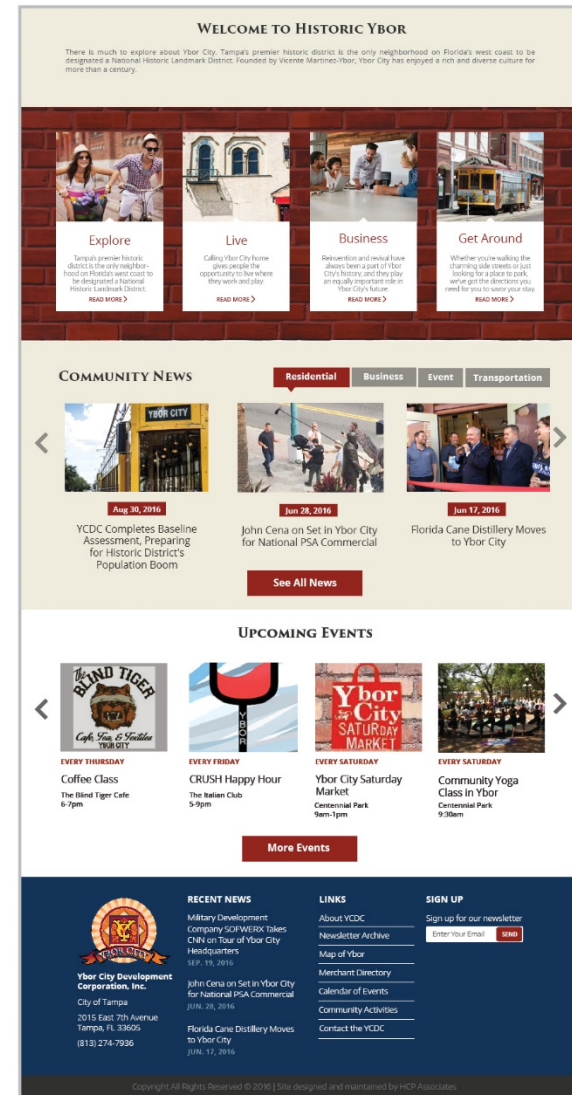 WELCOME TO HISTORIC YBOR
There is much to explore about Ybor City. Tampa's premier historic district is the only neighborhood on Florida's west coast to be
designated a National Historic Landmark District. Founded by Vicente Martinez-Ybor, Ybor City has enjoyed a rich and diverse culture for
more than a century.
Explore
Tampa's premier historic
district is the only neighbor-
hood on Florida's west coast to
be designated a National
Historic Landmark District.
READ MORE >
Live
Calling Ybor City home
gives people the
opportunity to live where
they work and play
READ MORE >
Business
Reinvention and revival have
always been a part of Ybor
City's history, and they play
an equally important role in
Ybor City's future.
READ MORE >
Get Around
Whether you're walking the
charming side streets or just
looking for a place to park,
we've got the directions you
need for you to savor your stay.
READ MORE >
COMMUNITY NEWS
Residential
Business
Event
Transportation
YBOR CITY
Aug 30, 2016
YCDC Completes Baseline
Assessment, Preparing
for Historic District's
Population Boom
Jun 28, 2016
John Cena on Set in Ybor City
for National PSA Commercial
Jun 17, 2016
Florida Cane Distillery Moves
to Ybor City
See All News
UPCOMING EVENTS
The BLIND TIGER
Cafe, Tea, & Textiles
YBOR CITY
EVERY THURSDAY
Coffee Class
The Blind Tiger Cafe
6-7pm
YBOR
EVERY FRIDAY
CRUSH Happy Hour
The Italian Club
5-9pm
Ybor
City
SATURDAY
MARKET
EVERY SATURDAY
Ybor City Saturday
Market
Centennial Park
9am-1pm
EVERY SATURDAY
Community Yoga
Class in Ybor
Centennial Park
9:30am
More Events
YC
YBOR CITY
Ybor City Development
Corporation, Inc.
City of Tampa
2015 East 7th Avenue
Tampa, FL 33605
(813) 274-7936
RECENT NEWS
Military Development
Company SOFWERX Takes
CNN on Tour of Ybor City
Headquarters
SEP. 19, 2016
John Cena on Set in Ybor City
for National PSA Commercial
JUN. 28, 2016
Florida Cane Distillery Moves
to Ybor City
JUN. 17, 2016
LINKS
About YCDC
Newsletter Archive
Map of Ybor
Merchant Directory
Calendar of Events
Community Activities
Contact the YCDC
SIGN UP
Sign up for our newsletter
Enter Your Email
SEND
Copyright All Rights Reserved © 2016 | Site designed and maintained by HCP Associates